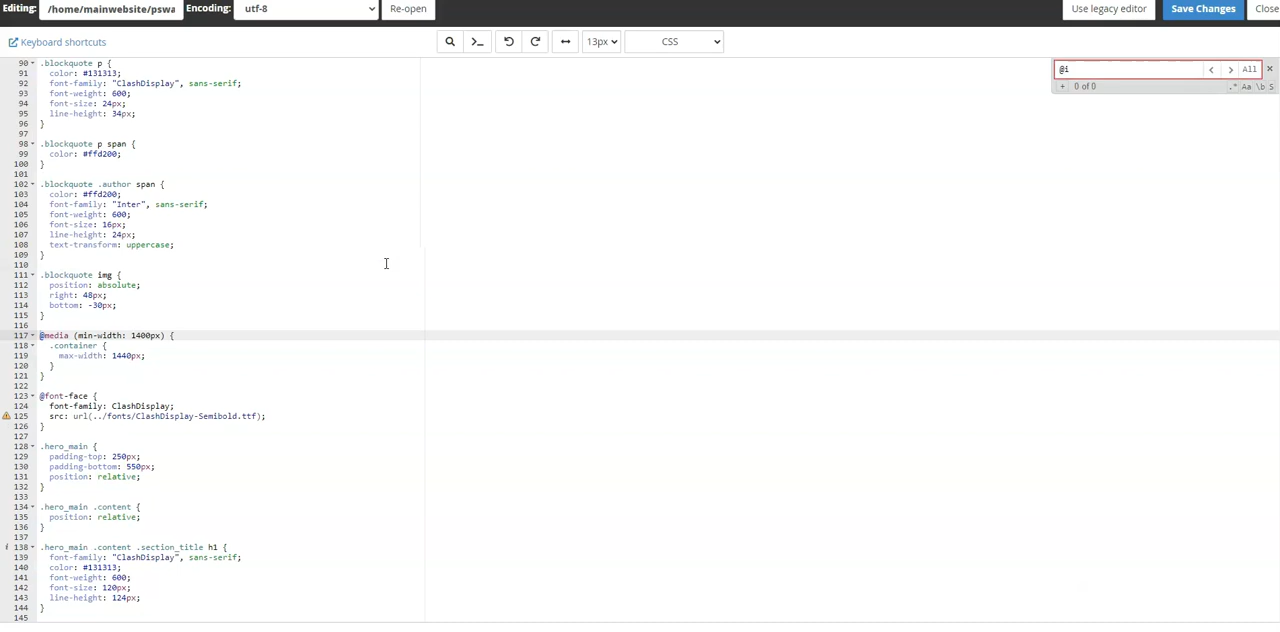 Editing: /home/mainwebsite/pswa Encoding: utf-8 Re-open Use legacy editor Save Changes Close
Keyboard shortcuts 13px CSS
@i All
+ 0 of 0 .* Aa \b S
90 .blockquote p {
91 color: #131313;
92 font-family: "ClashDisplay", sans-serif;
93 font-weight: 600;
94 font-size: 24px;
95 line-height: 34px;
96 }
97
98 .blockquote p span {
99 color: #ffd200;
100 }
101
102 .blockquote .author span {
103 color: #ffd200;
104 font-family: "Inter", sans-serif;
105 font-weight: 600;
106 font-size: 16px;
107 line-height: 24px;
108 text-transform: uppercase;
109 }
110
111 .blockquote img {
112 position: absolute;
113 right: 48px;
114 bottom: -30px;
115 }
116
117 @media (min-width: 1400px) {
118 .container {
119 max-width: 1440px;
120 }
121 }
122
123 @font-face {
124 font-family: ClashDisplay;
125 src: url(../fonts/ClashDisplay-Semibold.ttf);
126 }
127
128 .hero_main {
129 padding-top: 250px;
130 padding-bottom: 550px;
131 position: relative;
132 }
133
134 .hero_main .content {
135 position: relative;
136 }
137
138 .hero_main .content .section_title h1 {
139 font-family: "ClashDisplay", sans-serif;
140 color: #131313;
141 font-weight: 600;
142 font-size: 120px;
143 line-height: 124px;
144 }
145